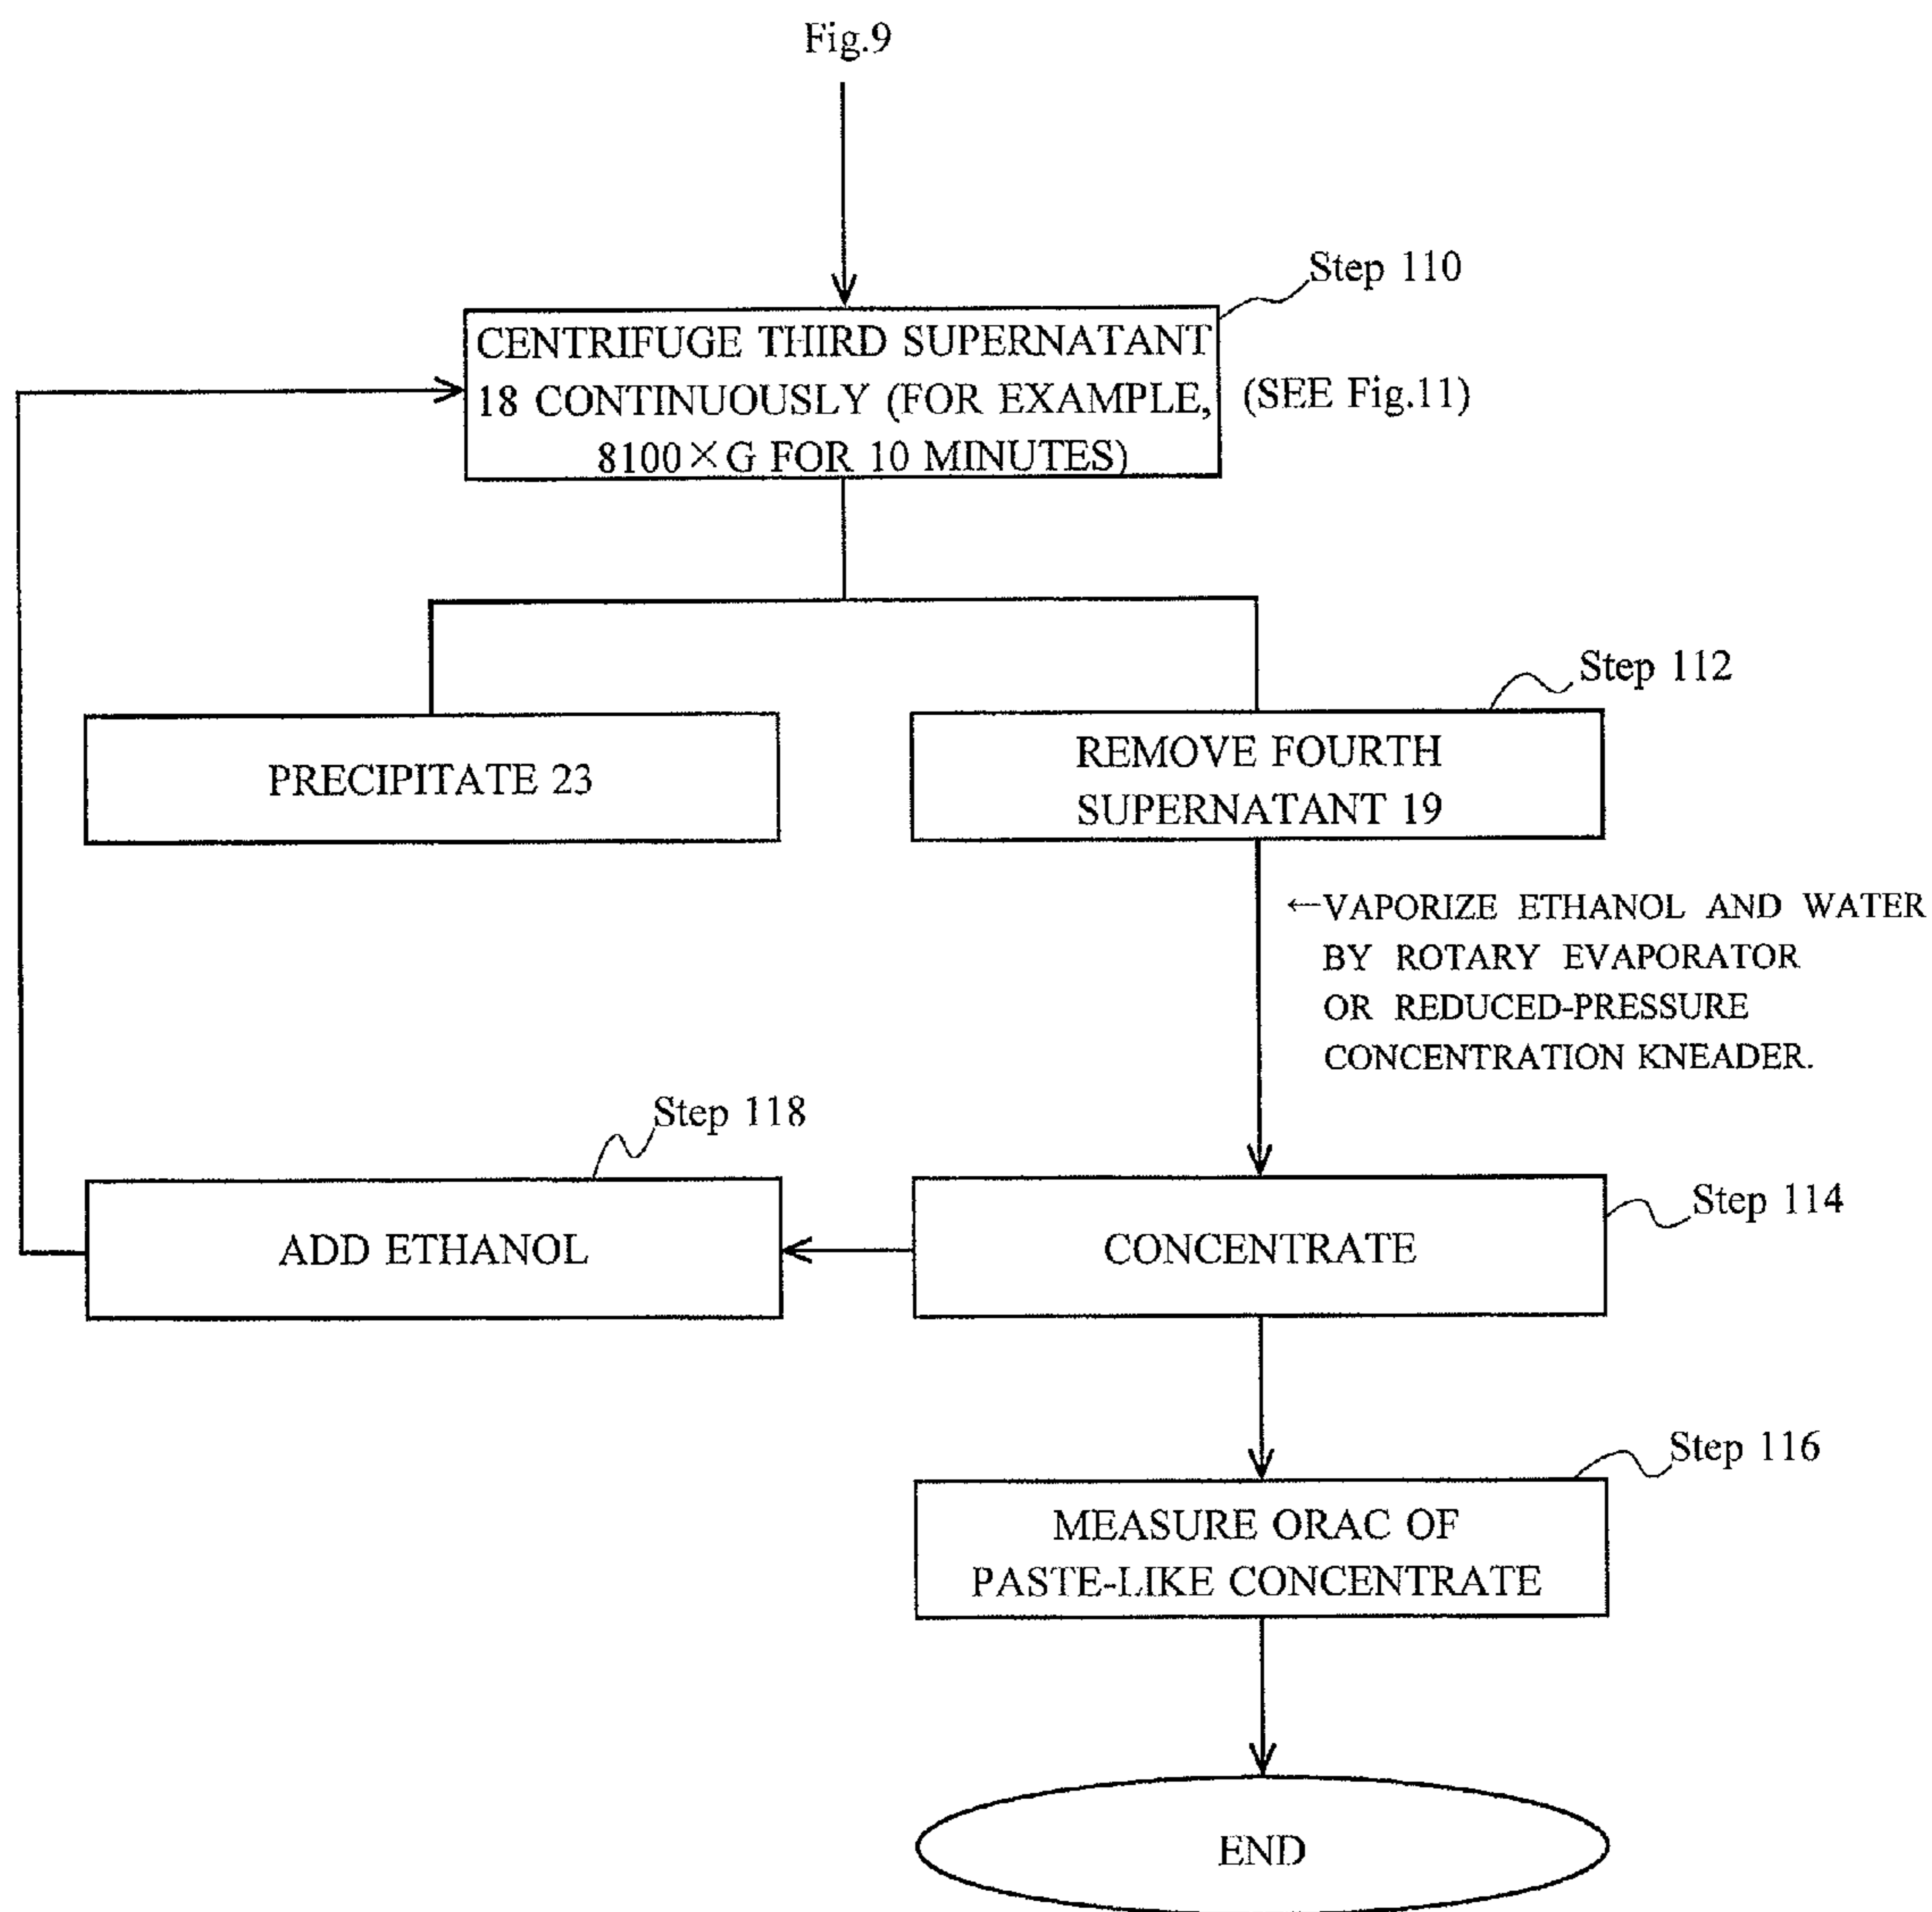 Fig.9
Step 110
CENTRIFUGE THIRD SUPERNATANT
18 CONTINUOUSLY (FOR EXAMPLE,
8100×G FOR 10 MINUTES)
(SEE Fig.11)
Step 112
PRECIPITATE 23
REMOVE FOURTH
SUPERNATANT 19
←VAPORIZE ETHANOL AND WATER
BY ROTARY EVAPORATOR
OR REDUCED-PRESSURE
CONCENTRATION KNEADER.
Step 118
Step 114
ADD ETHANOL
CONCENTRATE
Step 116
MEASURE ORAC OF
PASTE-LIKE CONCENTRATE
END